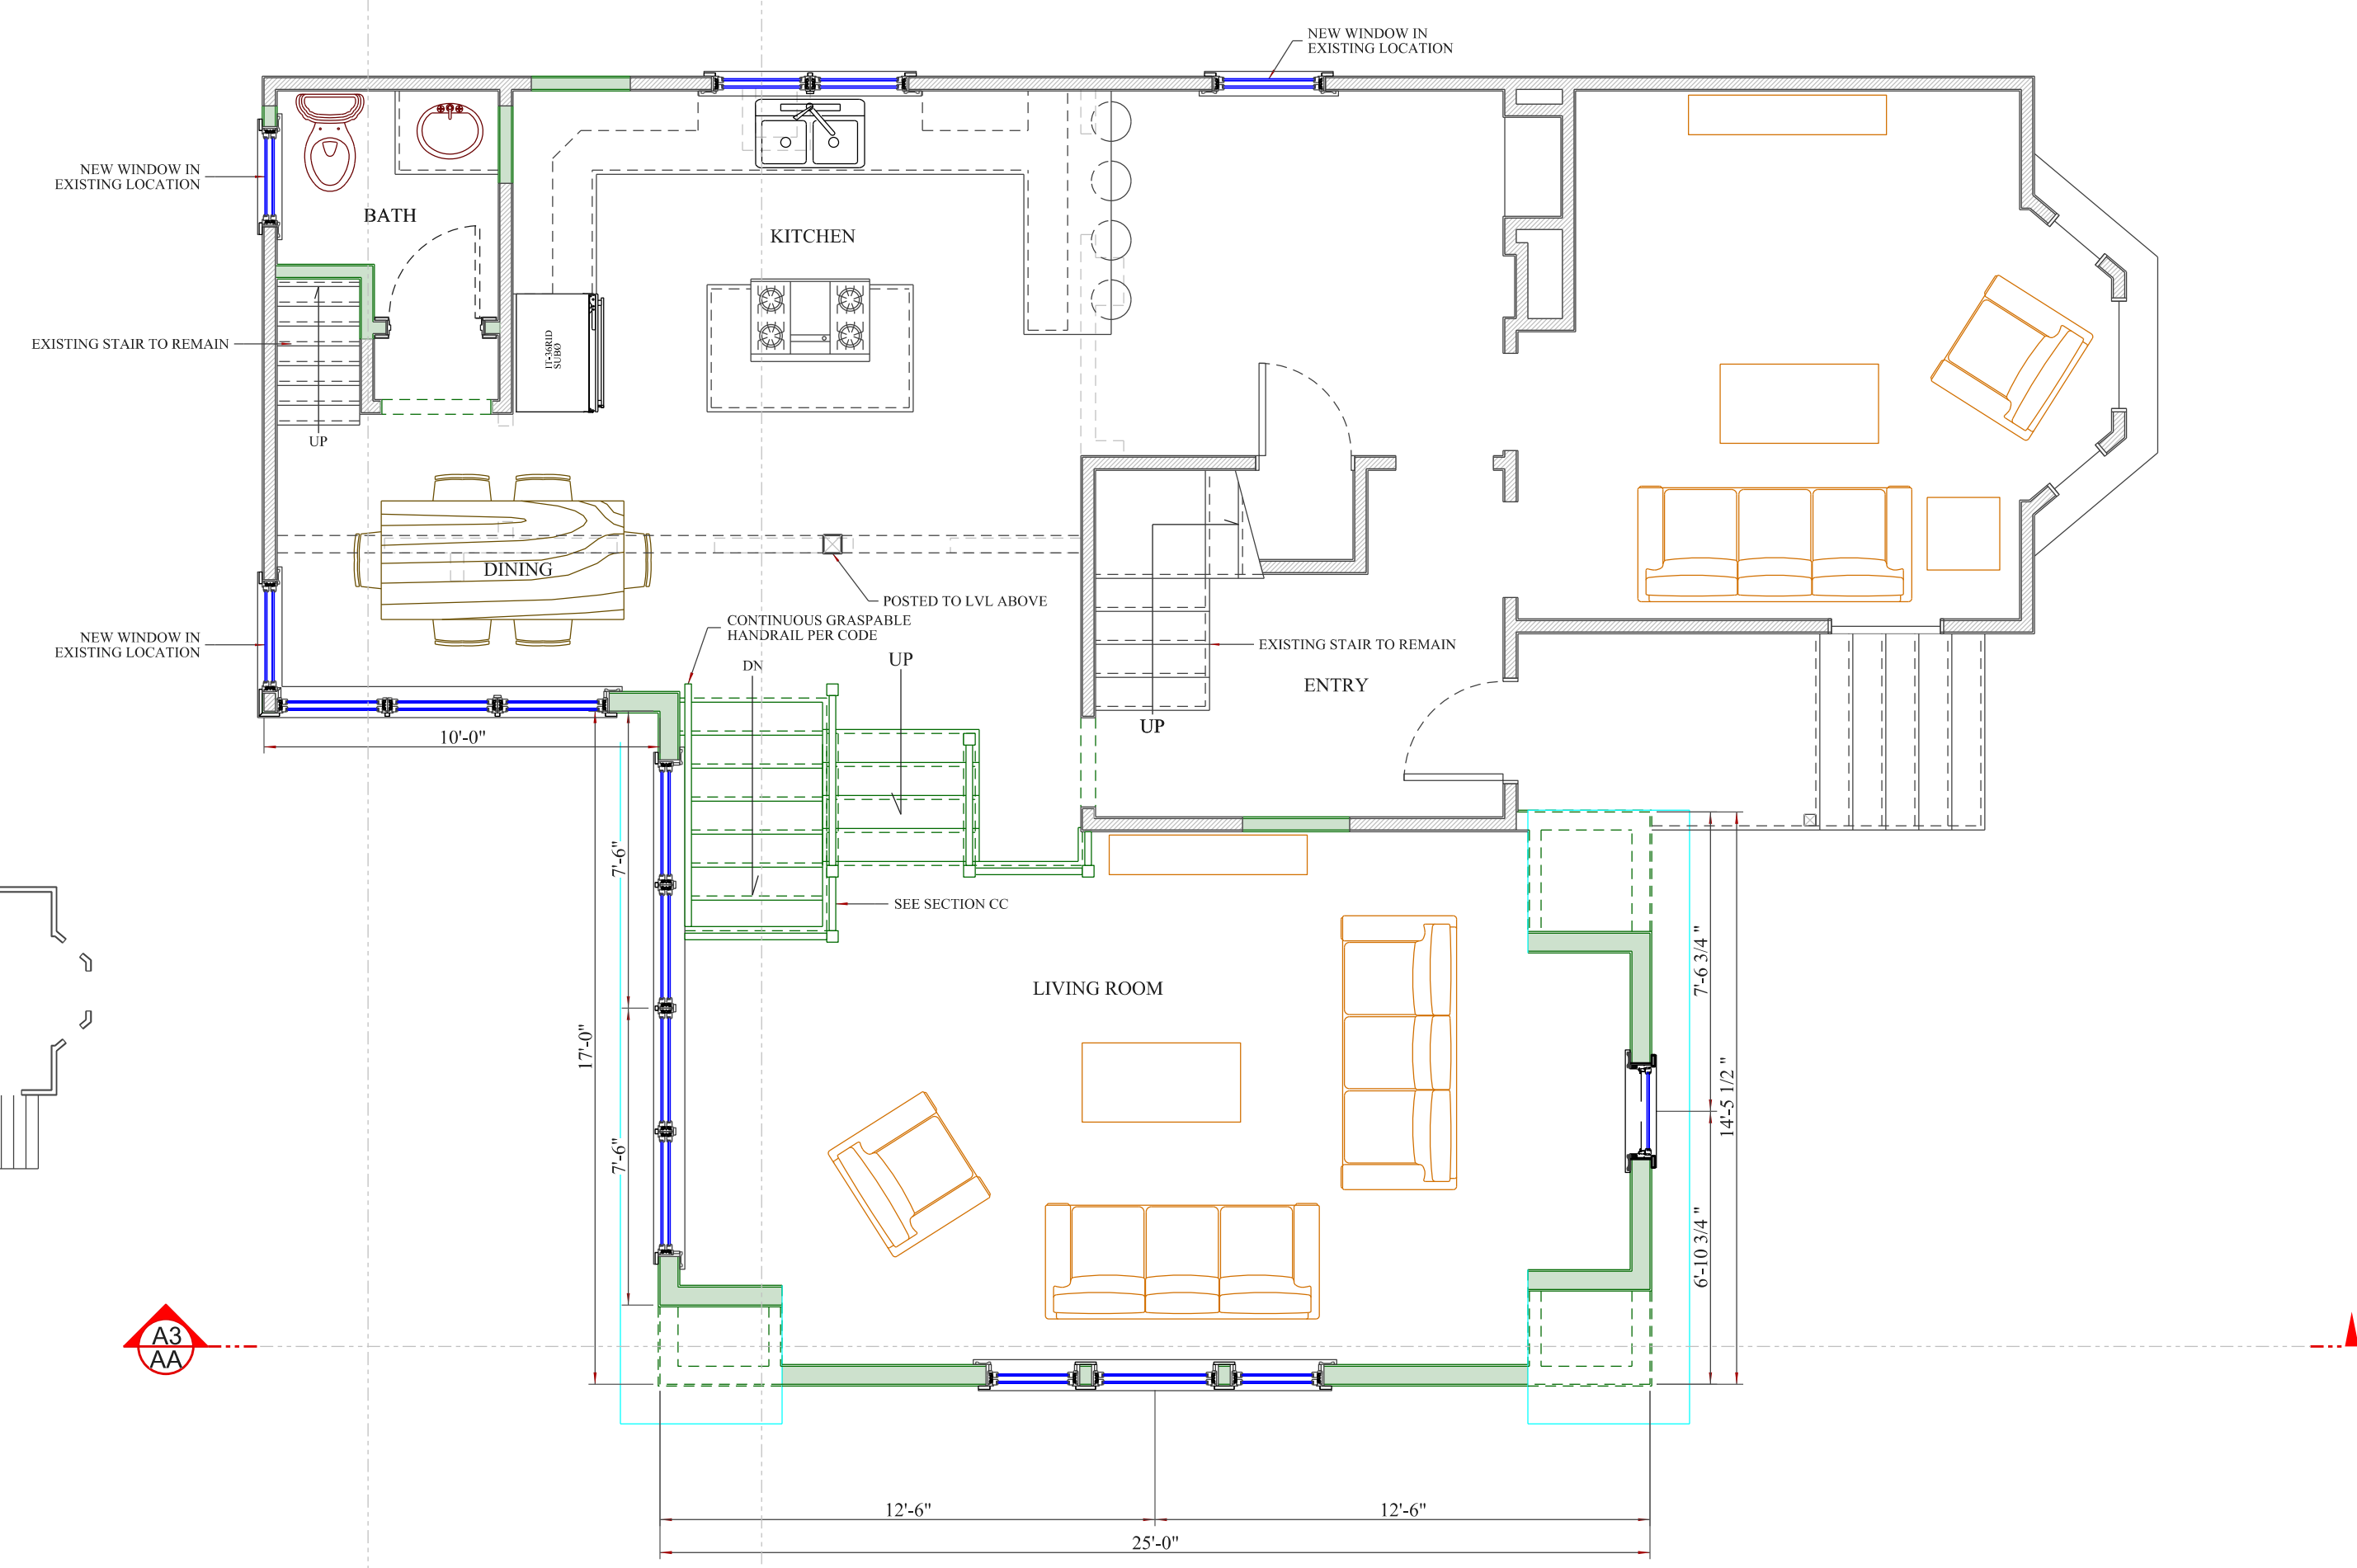 NEW WINDOW IN
EXISTING LOCATION
NEW WINDOW IN
EXISTING LOCATION
BATH
KITCHEN
EXISTING STAIR TO REMAIN
IT-36RID
SUBØ
UP
DINING
POSTED TO LVL ABOVE
CONTINUOUS GRASPABLE
HANDRAIL PER CODE
NEW WINDOW IN
EXISTING LOCATION
DN
UP
EXISTING STAIR TO REMAIN
ENTRY
UP
10'-0"
7'-6"
SEE SECTION CC
LIVING ROOM
7'-6 3/4 "
17'-0"
14'-5 1/2 "
7'-6"
6'-10 3/4 "
A3
AA
12'-6"
12'-6"
25'-0"